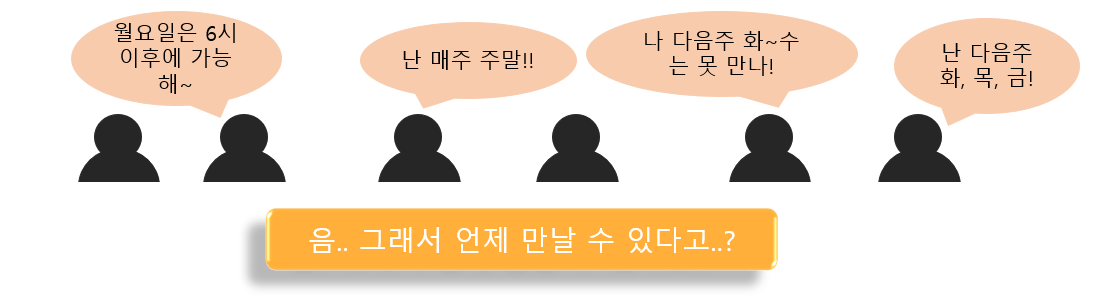 월요일은 6시
이후에 가능
해~
난 매주 주말!!
나 다음주 화~수
는 못 만나!
난 다음주
화, 목, 금!
음.. 그래서 언제 만날 수 있다고..?